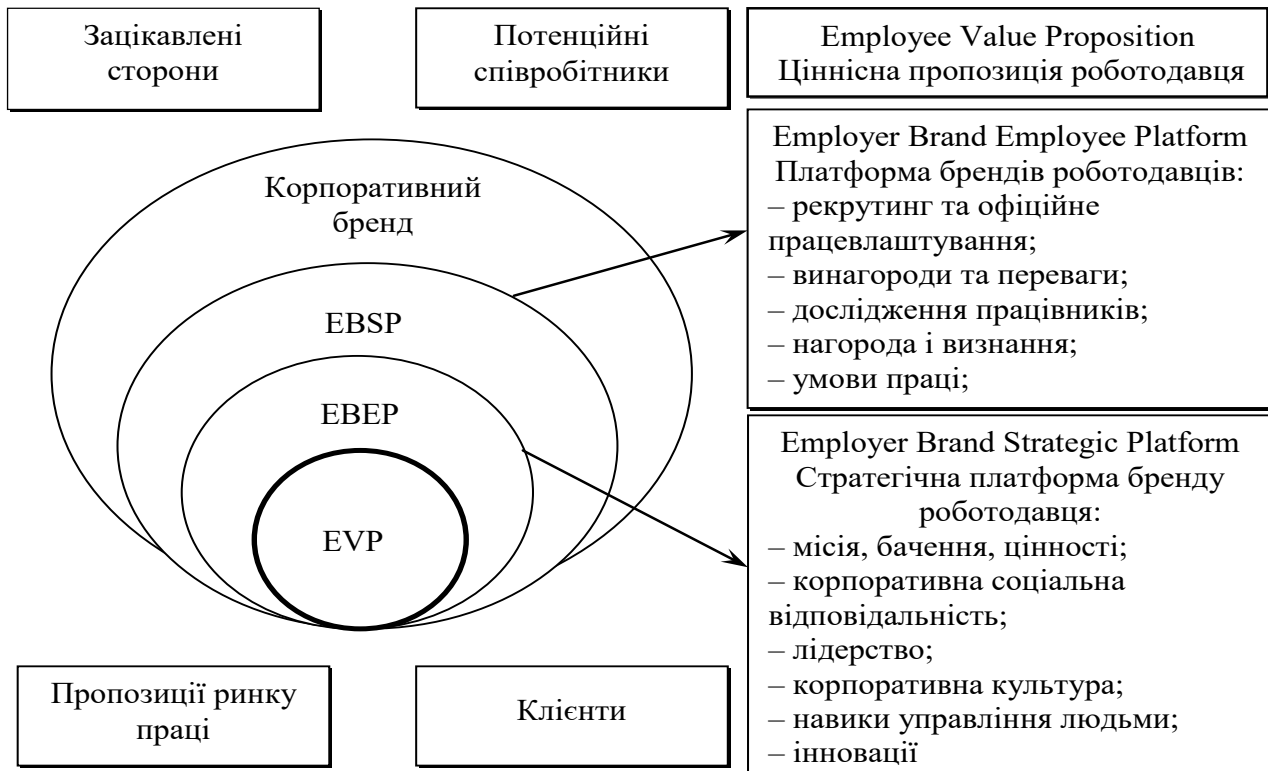 Зацікавлені
сторони
Потенційні
співробітники
Employee Value Proposition
Ціннісна пропозиція роботодавця
Employer Brand Employee Platform
Платформа брендів роботодавців:
– рекрутинг та офіційне
працевлаштування;
– винагороди та переваги;
– дослідження працівників;
– нагорода і визнання;
– умови праці;
Корпоративний
бренд
EBSP
EBEP
EVP
Employer Brand Strategic Platform
Стратегічна платформа бренду
роботодавця:
– місія, бачення, цінності;
– корпоративна соціальна
відповідальність;
– лідерство;
– корпоративна культура;
– навики управління людьми;
– інновації
Пропозиції ринку
праці
Клієнти